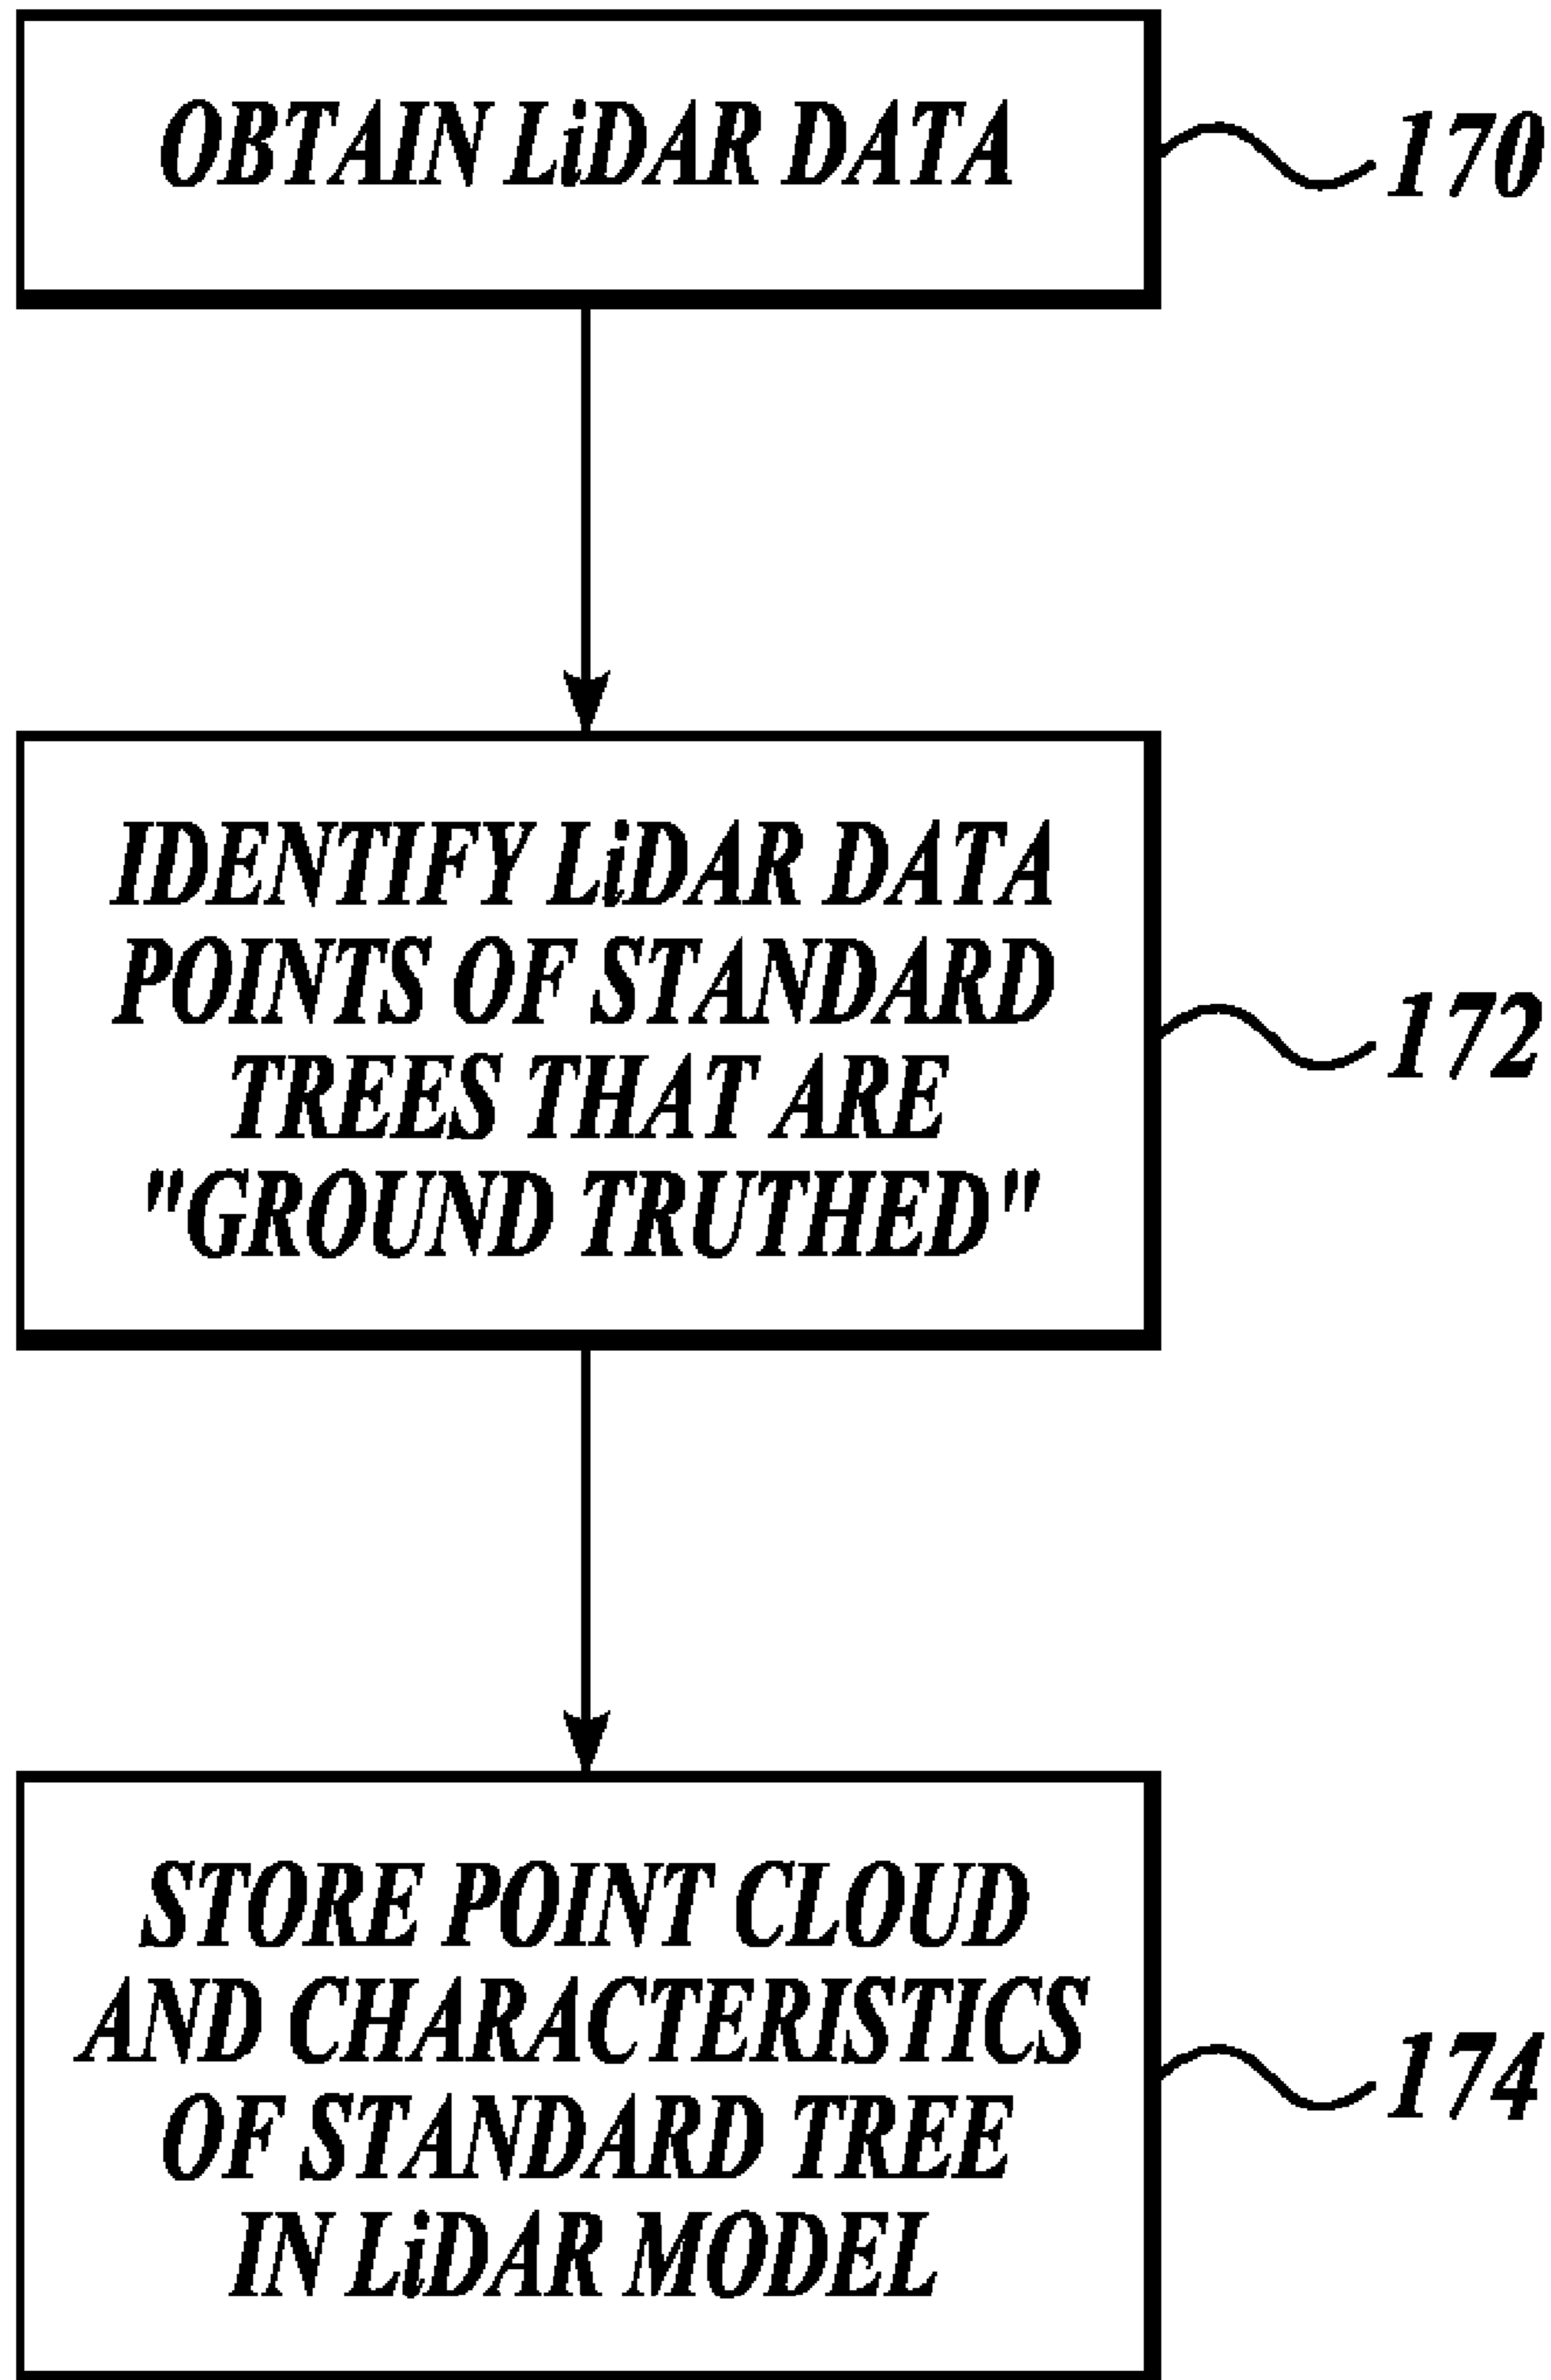 OBTAIN LiDAR DATA
170
IDENTIFY LiDAR DATA
POINTS OF STANDARD
TREES THAT ARE
"GROUND TRUTHED"
172
STORE POINT CLOUD
AND CHARACTERISTICS
OF STANDARD TREE
IN LiDAR MODEL
174